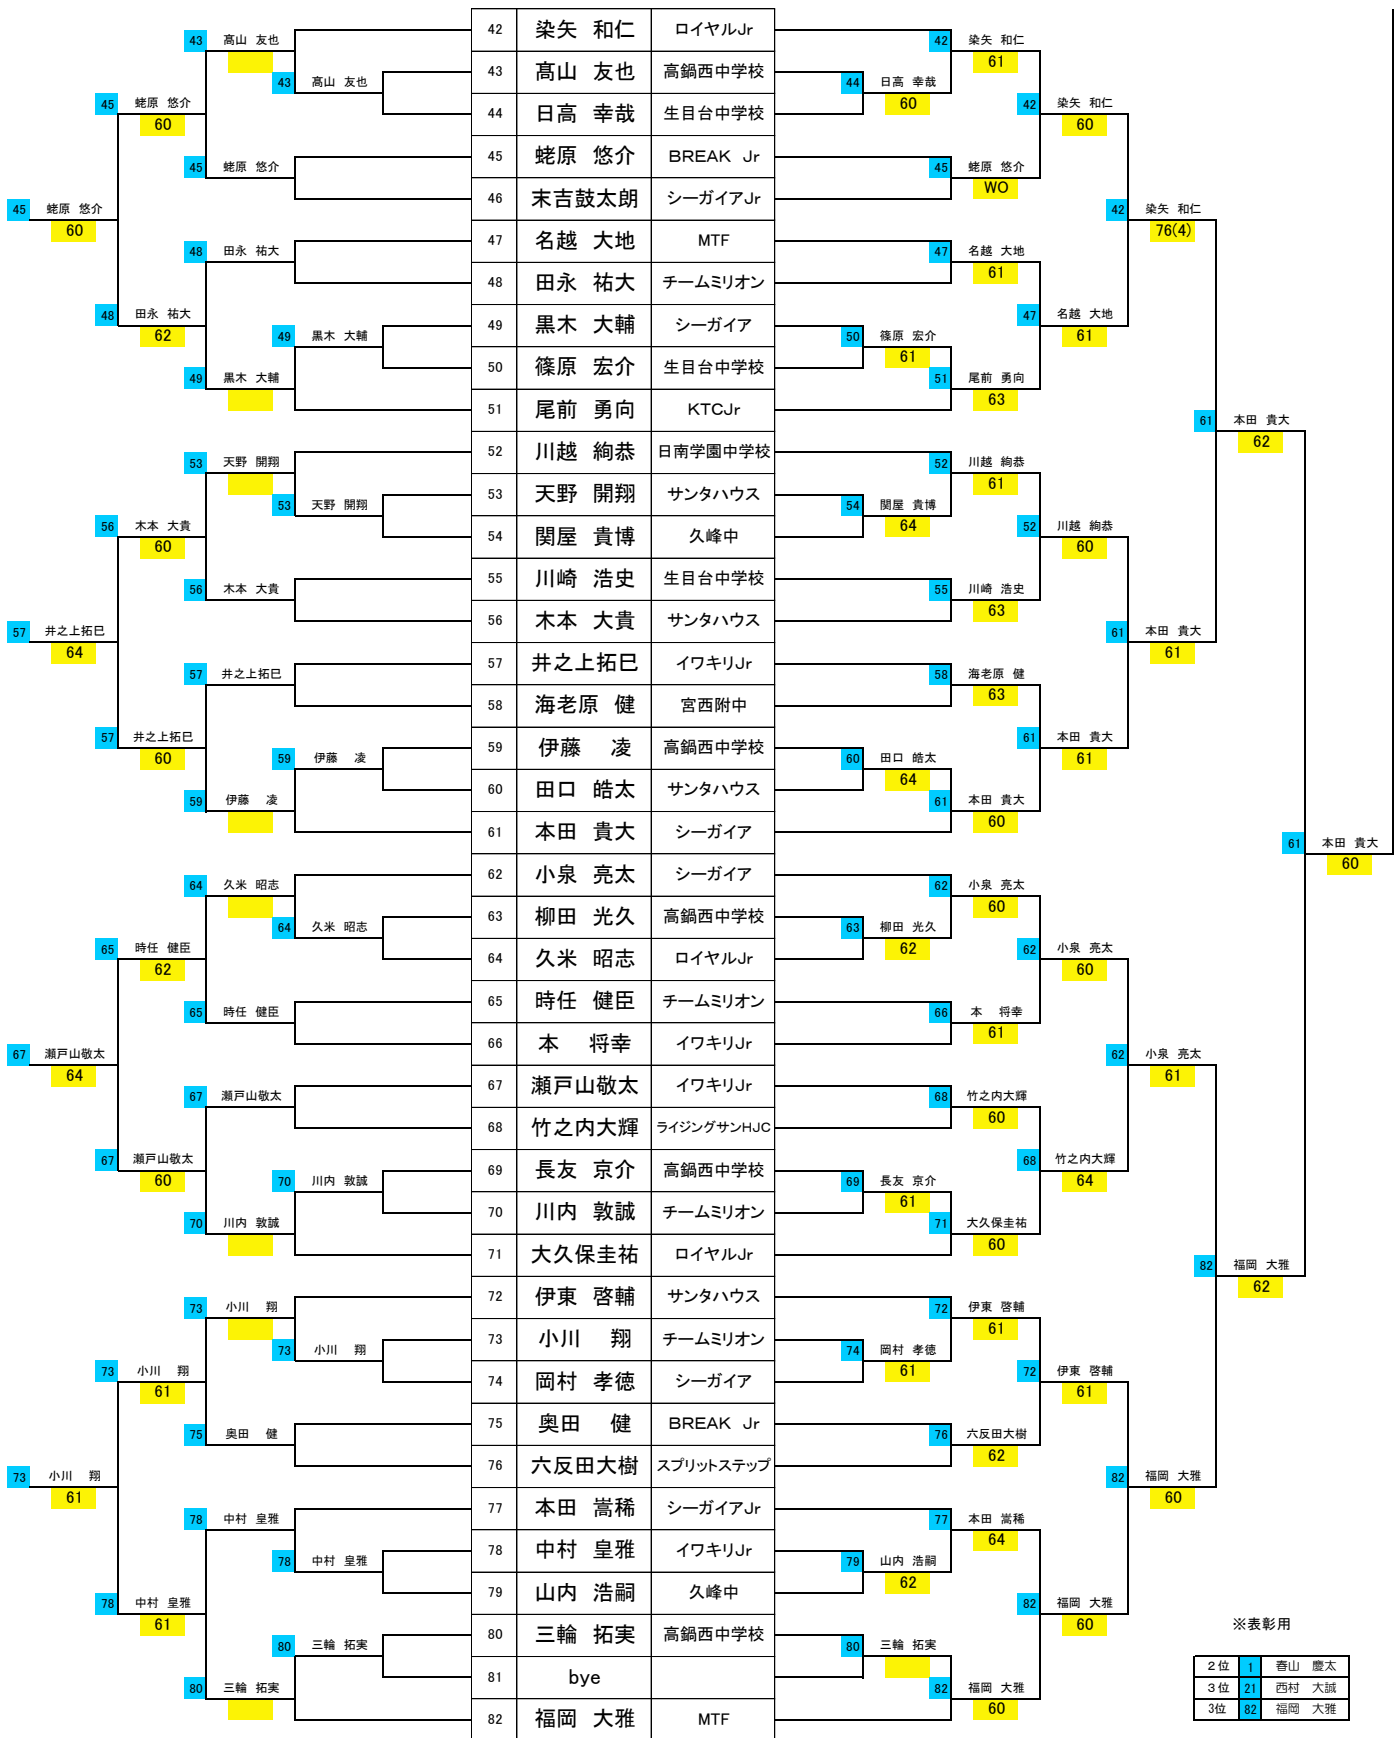 42 染矢 和仁 ロイヤルJr
43 髙山 友也 高鍋西中学校
44 日高 幸哉 生目台中学校
45 蛯原 悠介 BREAK Jr
46 末吉鼓太朗 シーガイアJr
47 名越 大地 MTF
48 田永 祐大 チームミリオン
49 黒木 大輔 シーガイア
50 篠原 宏介 生目台中学校
51 尾前 勇向 KTCJr
52 川越 絢恭 日南学園中学校
53 天野 開翔 サンタハウス
54 関屋 貴博 久峰中
55 川崎 浩史 生目台中学校
56 木本 大貴 サンタハウス
57 井之上拓巳 イワキリJr
58 海老原 健 宮西附中
59 伊藤 凌 高鍋西中学校
60 田口 皓太 サンタハウス
61 本田 貴大 シーガイア
62 小泉 亮太 シーガイア
63 柳田 光久 高鍋西中学校
64 久米 昭志 ロイヤルJr
65 時任 健臣 チームミリオン
66 本 将幸 イワキリJr
67 瀬戸山敬太 イワキリJr
68 竹之内大輝 ライジングサンHJC
69 長友 京介 高鍋西中学校
70 川内 敦誠 チームミリオン
71 大久保圭祐 ロイヤルJr
72 伊東 啓輔 サンタハウス
73 小川 翔 チームミリオン
74 岡村 孝徳 シーガイア
75 奥田 健 BREAK Jr
76 六反田大樹 スプリットステップ
77 本田 嵩稀 シーガイアJr
78 中村 皇雅 イワキリJr
79 山内 浩嗣 久峰中
80 三輪 拓実 高鍋西中学校
81 bye
82 福岡 大雅 MTF
45 蛯原 悠介
60
57 井之上拓巳
64
67 瀬戸山敬太
64
73 小川 翔
61
45 蛯原 悠介
60
48 田永 祐大
62
56 木本 大貴
60
57 井之上拓巳
60
65 時任 健臣
62
67 瀬戸山敬太
60
73 小川 翔
61
78 中村 皇雅
61
43 髙山 友也
45 蛯原 悠介
48 田永 祐大
49 黒木 大輔
53 天野 開翔
56 木本 大貴
57 井之上拓巳
59 伊藤 凌
64 久米 昭志
65 時任 健臣
67 瀬戸山敬太
70 川内 敦誠
73 小川 翔
75 奥田 健
78 中村 皇雅
80 三輪 拓実
43 髙山 友也
49 黒木 大輔
53 天野 開翔
59 伊藤 凌
64 久米 昭志
70 川内 敦誠
73 小川 翔
78 中村 皇雅
80 三輪 拓実
44 日高 幸哉
60
50 篠原 宏介
61
54 関屋 貴博
64
60 田口 皓太
64
63 柳田 光久
62
69 長友 京介
61
74 岡村 孝徳
61
79 山内 浩嗣
62
80 三輪 拓実
42 染矢 和仁
61
45 蛯原 悠介
WO
47 名越 大地
61
51 尾前 勇向
63
52 川越 絢恭
61
55 川崎 浩史
63
58 海老原 健
63
61 本田 貴大
60
62 小泉 亮太
60
66 本 将幸
61
68 竹之内大輝
60
71 大久保圭祐
60
72 伊東 啓輔
61
76 六反田大樹
62
77 本田 嵩稀
64
82 福岡 大雅
60
42 染矢 和仁
60
47 名越 大地
61
52 川越 絢恭
60
61 本田 貴大
61
62 小泉 亮太
60
68 竹之内大輝
64
72 伊東 啓輔
61
82 福岡 大雅
60
42 染矢 和仁
76(4)
61 本田 貴大
61
62 小泉 亮太
61
82 福岡 大雅
60
61 本田 貴大
62
82 福岡 大雅
62
61 本田 貴大
60
※表彰用
2位 1 香山 慶太
3位 21 西村 大誠
3位 82 福岡 大雅